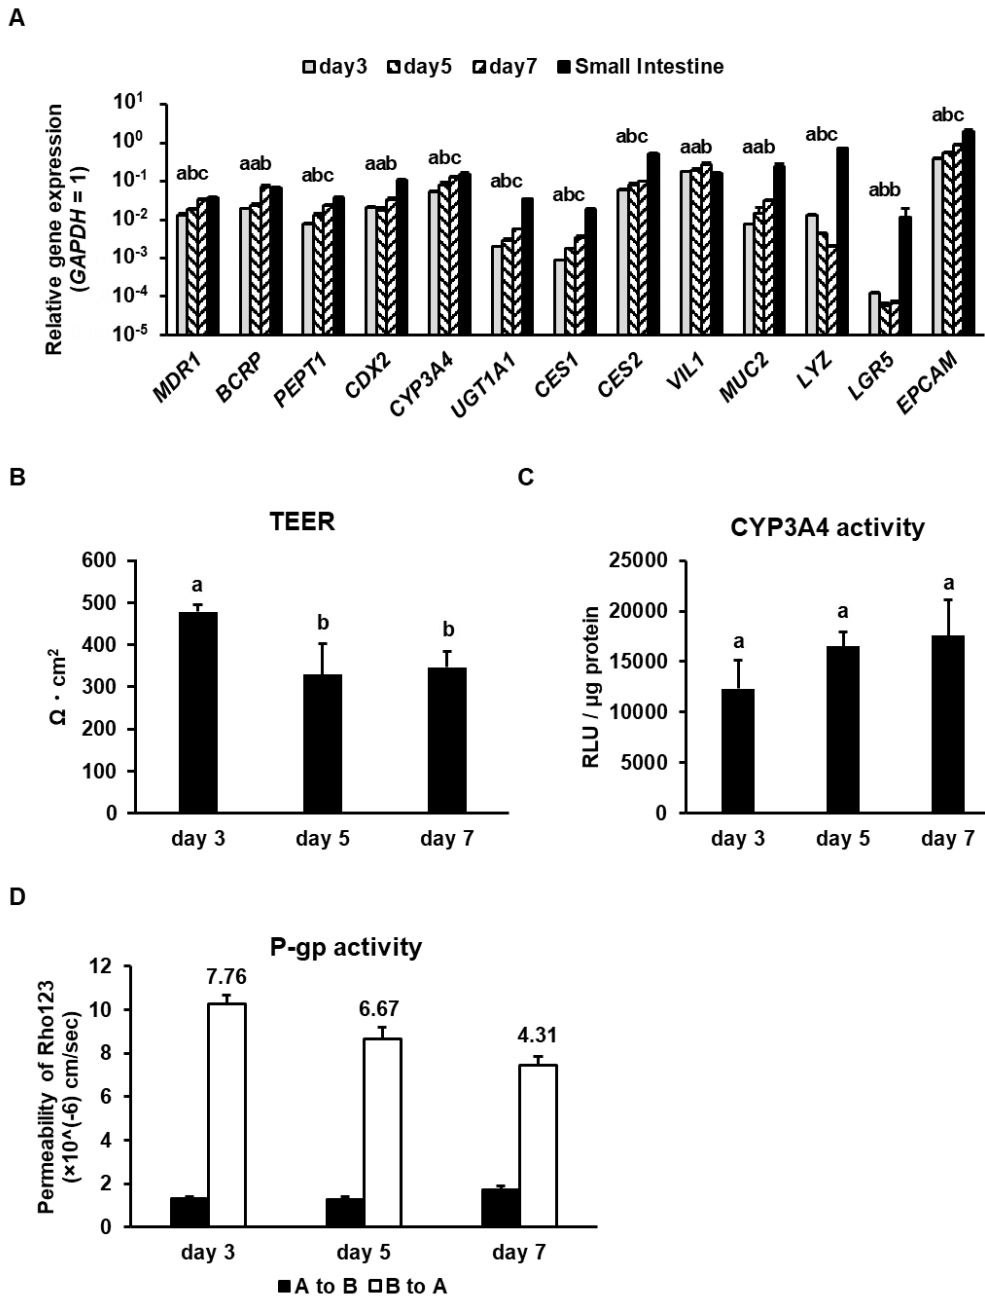 A
day3 day5 day7 Small Intestine
Relative gene expression
(GAPDH = 1)
10^1
10^0
10^-1
10^-2
10^-3
10^-4
10^-5
abc aab abc aab abc abc abc abc aab aab abc abb abc
MDR1 BCRP PEPT1 CDX2 CYP3A4 UGT1A1 CES1 CES2 VIL1 MUC2 LYZ LGR5 EPCAM
B
TEER
Ω・cm²
600
500
400
300
200
100
0
a b b
day 3 day 5 day 7
C
CYP3A4 activity
RLU / µg protein
25000
20000
15000
10000
5000
0
a a a
day 3 day 5 day 7
D
P-gp activity
Permeability of Rho123
(×10^(-6) cm/sec)
12
10
8
6
4
2
0
7.76 6.67 4.31
day 3 day 5 day 7
A to B B to A